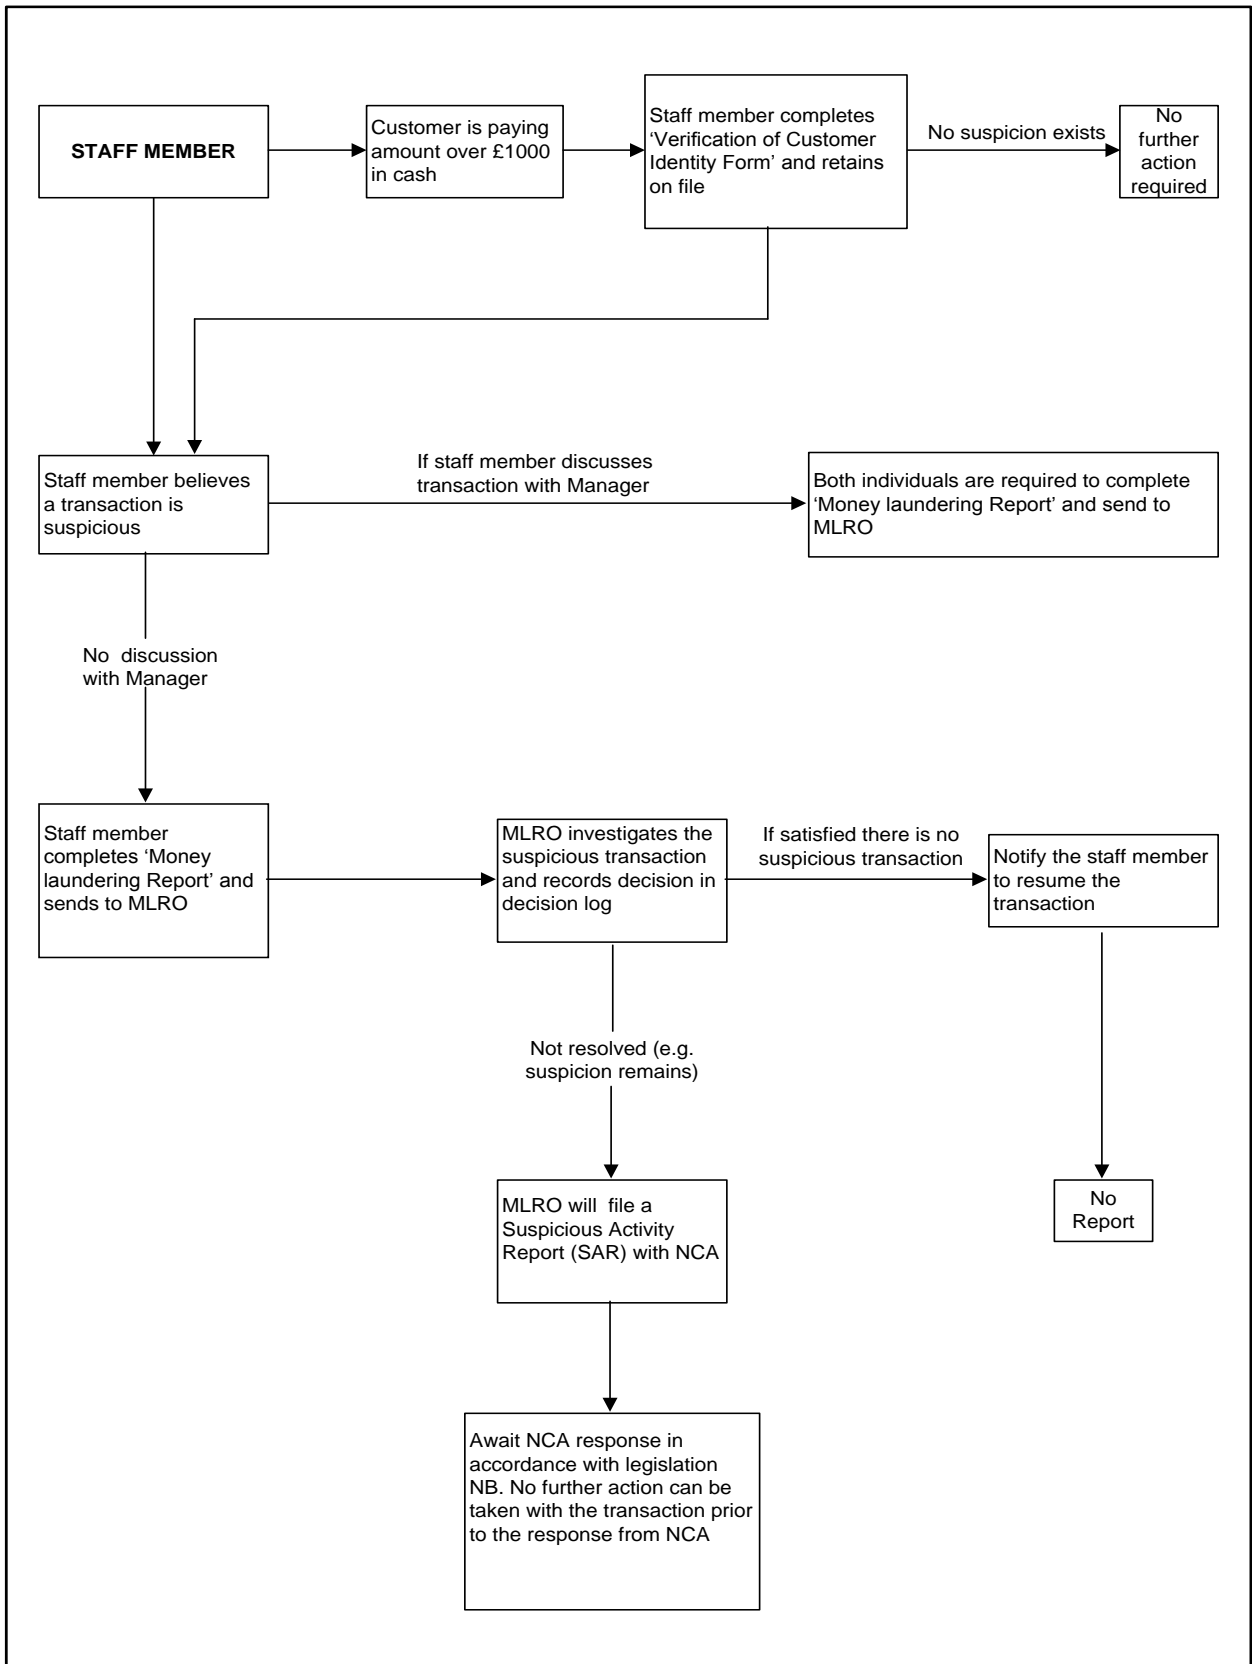 STAFF MEMBER
Customer is paying
amount over £1000
in cash
Staff member completes
‘Verification of Customer
Identity Form’ and retains
on file
No suspicion exists
No
further
action
required
Staff member believes
a transaction is
suspicious
If staff member discusses
transaction with Manager
Both individuals are required to complete
‘Money laundering Report’ and send to
MLRO
No discussion
with Manager
Staff member
completes ‘Money
laundering Report’ and
sends to MLRO
MLRO investigates the
suspicious transaction
and records decision in
decision log
If satisfied there is no
suspicious transaction
Notify the staff member
to resume the
transaction
Not resolved (e.g.
suspicion remains)
MLRO will file a
Suspicious Activity
Report (SAR) with NCA
No
Report
Await NCA response in
accordance with legislation
NB. No further action can be
taken with the transaction prior
to the response from NCA